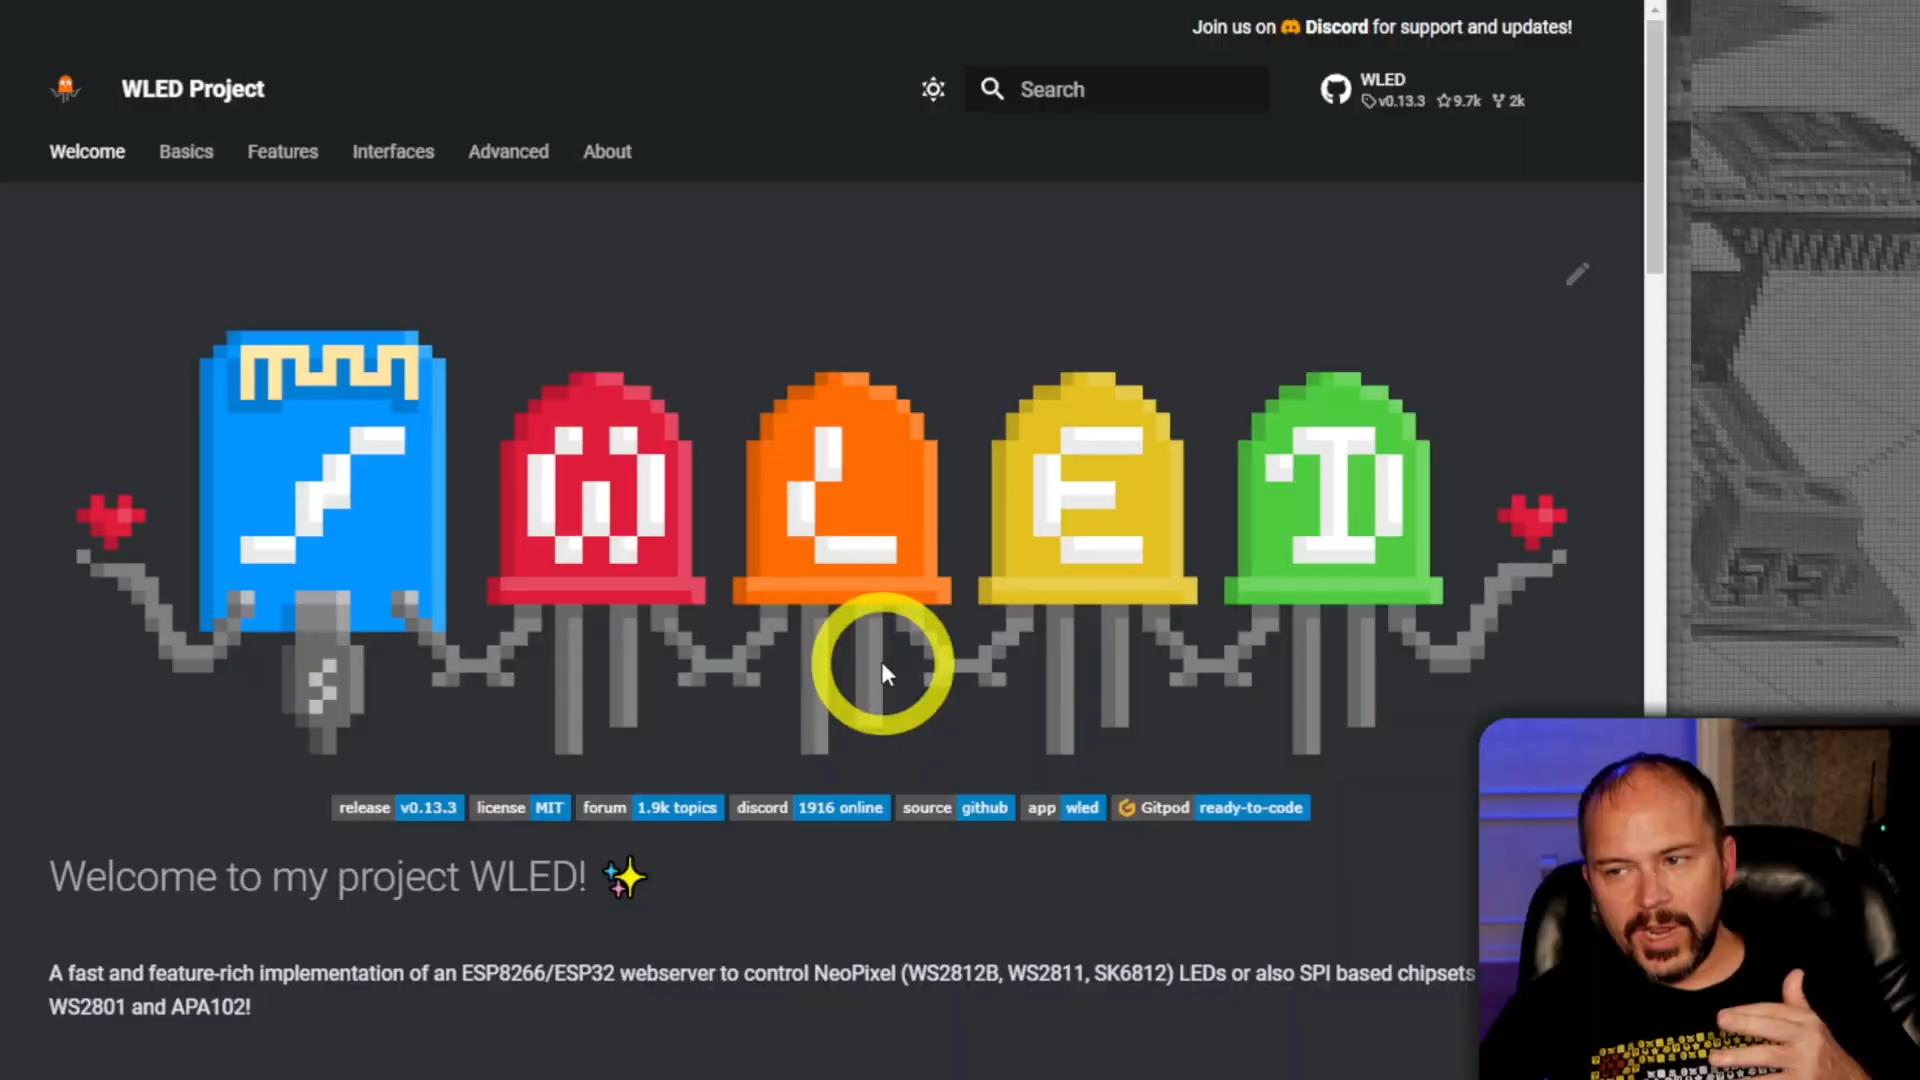 Join us on Discord for support and updates!
WLED Project
Search
WLED
v0.13.3 9.7k 2k
Welcome Basics Features Interfaces Advanced About
W L E D
release v0.13.3 license MIT forum 1.9k topics discord 1916 online source github app wled Gitpod ready-to-code
Welcome to my project WLED!
A fast and feature-rich implementation of an ESP8266/ESP32 webserver to control NeoPixel (WS2812B, WS2811, SK6812) LEDs or also SPI based chipsets
WS2801 and APA102!